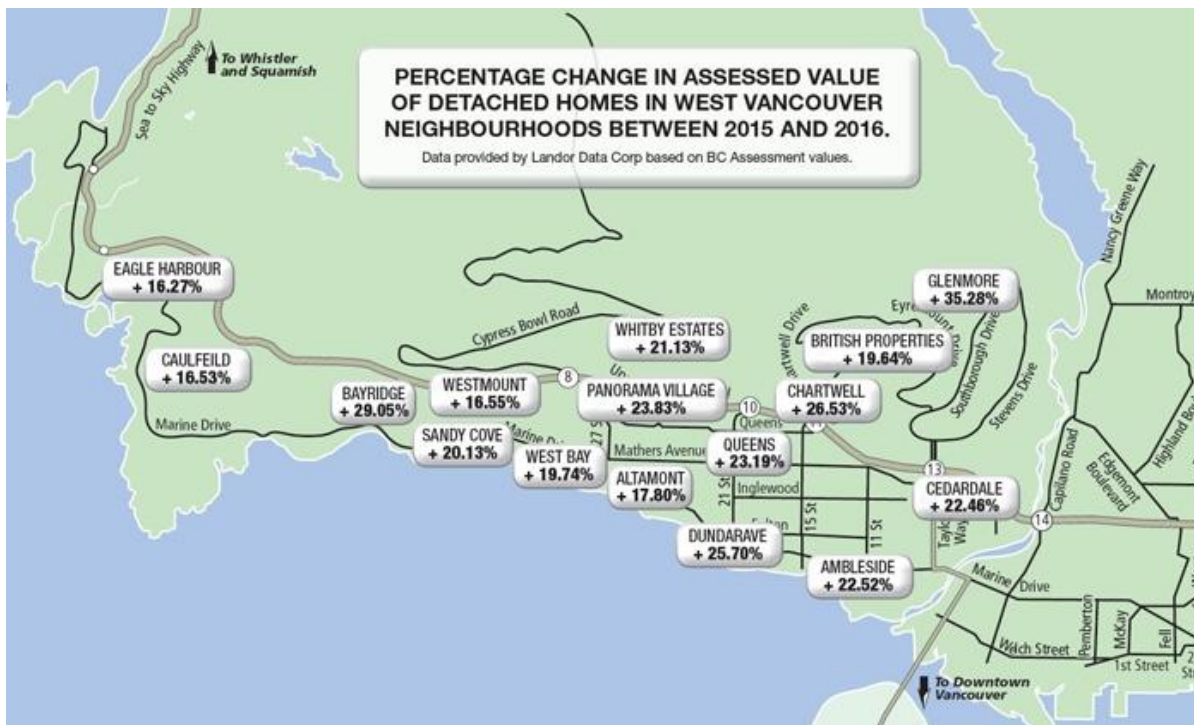 To Whistler
and Squamish
Sea to Sky Highway
PERCENTAGE CHANGE IN ASSESSED VALUE
OF DETACHED HOMES IN WEST VANCOUVER
NEIGHBOURHOODS BETWEEN 2015 AND 2016.
Data provided by Landor Data Corp based on BC Assessment values.
Nancy Greene Way
EAGLE HARBOUR
+ 16.27%
GLENMORE
+ 35.28%
Cypress Bowl Road
WHITBY ESTATES
+ 21.13%
Drive
BRITISH PROPERTIES
+ 19.64%
Southborough Drive
Stevens Drive
CAULFEILD
+ 16.53%
BAYRIDGE
+ 29.05%
WESTMOUNT
+ 16.55%
8
PANORAMA VILLAGE
+ 23.83%
10
CHARTWELL
+ 26.53%
Marine Drive
SANDY COVE
+ 20.13%
Marine
WEST BAY
+ 19.74%
27
Mathers Avenue
Queens
QUEENS
+ 23.19%
ALTAMONT
+ 17.80%
21 St
Inglewood
15 St
11 St
13
CEDARDALE
+ 22.46%
Capilano Road
Edgemont
Boulevard
14
DUNDARAVE
+ 25.70%
AMBLESIDE
+ 22.52%
Way
Marine Drive
Pemberton
McKay
Fell
Welch Street
1st Street
To Downtown
Vancouver